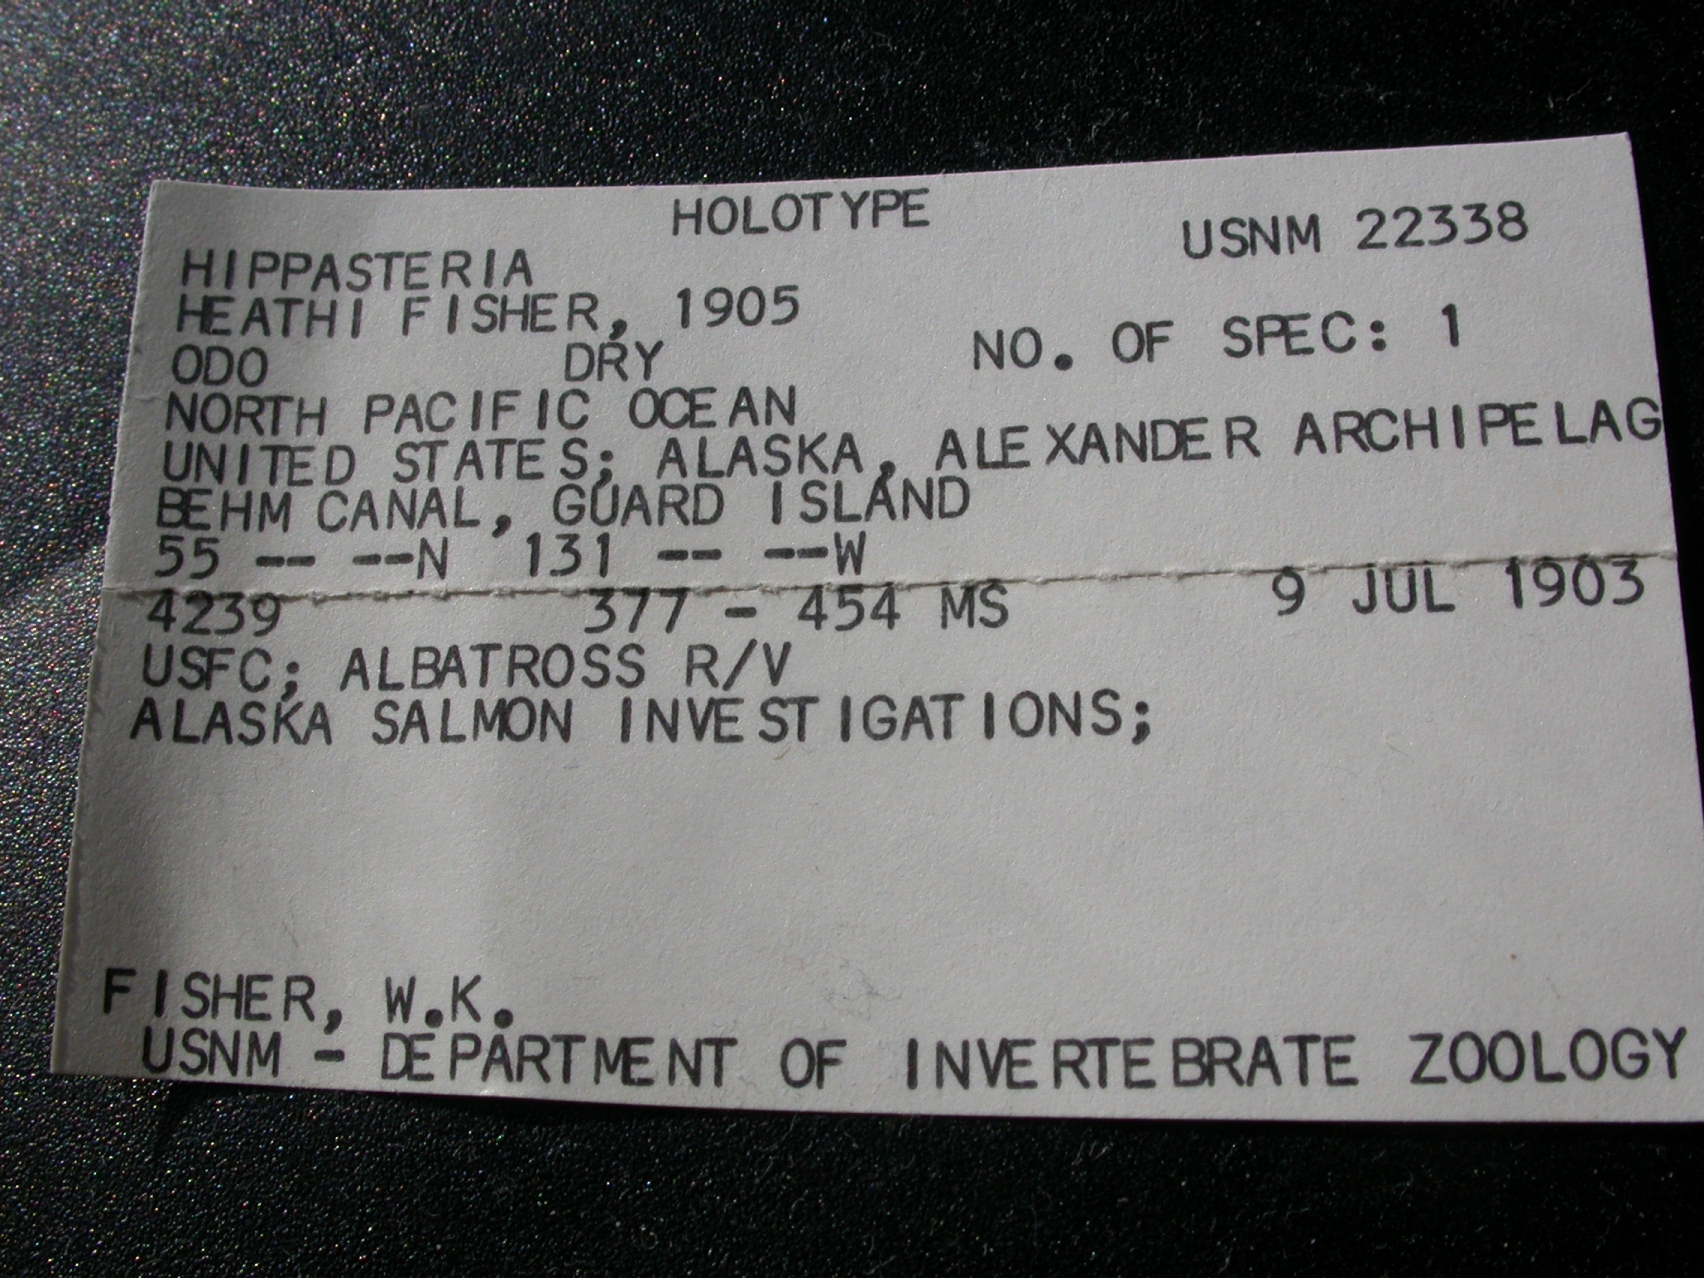 HOLOTYPE
USNM 22338
HIPPASTERIA
HEATHI FISHER, 1905
ODO DRY NO. OF SPEC: 1
NORTH PACIFIC OCEAN
UNITED STATES; ALASKA, ALEXANDER ARCHIPELAG
BEHM CANAL, GUARD ISLAND
55 -- --N 131 -- --W
4239 377 - 454 MS 9 JUL 1903
USFC; ALBATROSS R/V
ALASKA SALMON INVESTIGATIONS;
FISHER, W.K.
USNM - DEPARTMENT OF INVERTEBRATE ZOOLOGY